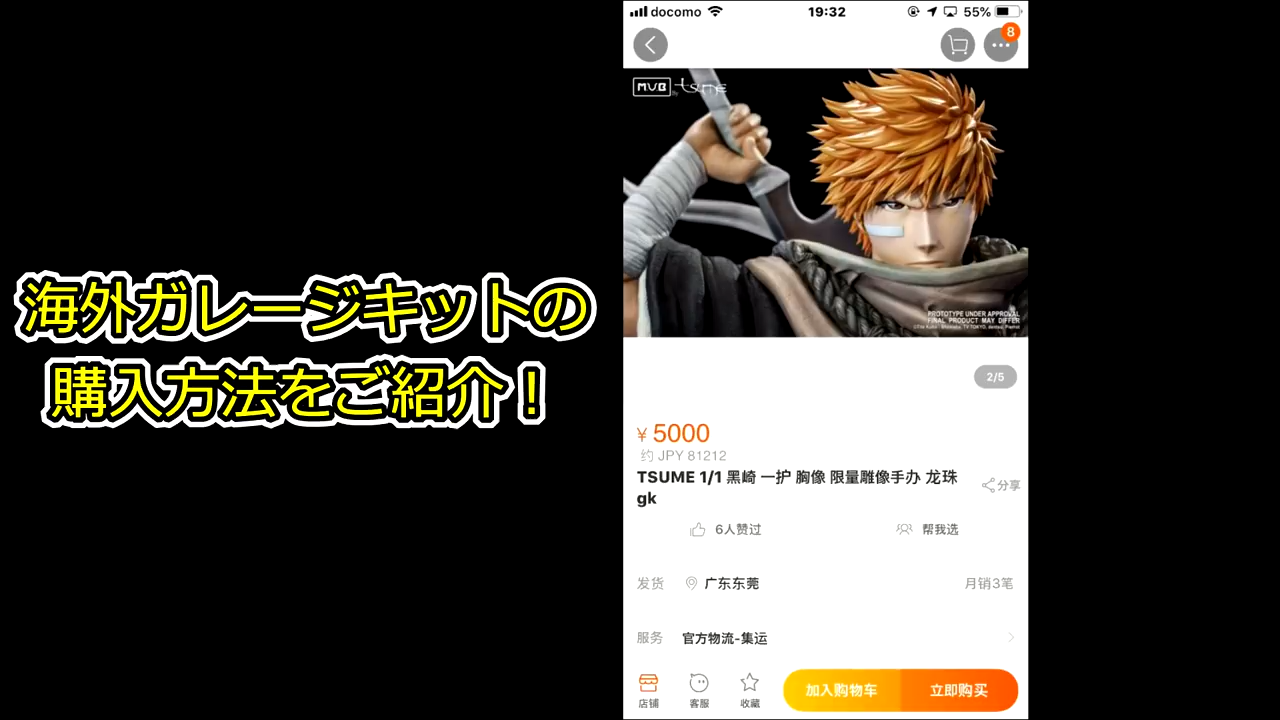 海外ガレージキットの
購入方法をご紹介！
docomo 19:32 55%
8
MVB By tsume
PROTOTYPE UNDER APPROVAL
FINAL PRODUCT MAY DIFFER
2/5
¥ 5000
约 JPY 81212
TSUME 1/1 黑崎 一护 胸像 限量雕像手办 龙珠
gk
分享
6人赞过 帮我选
发货 广东东莞 月销3笔
服务 官方物流-集运
店铺 客服 收藏 加入购物车 立即购买